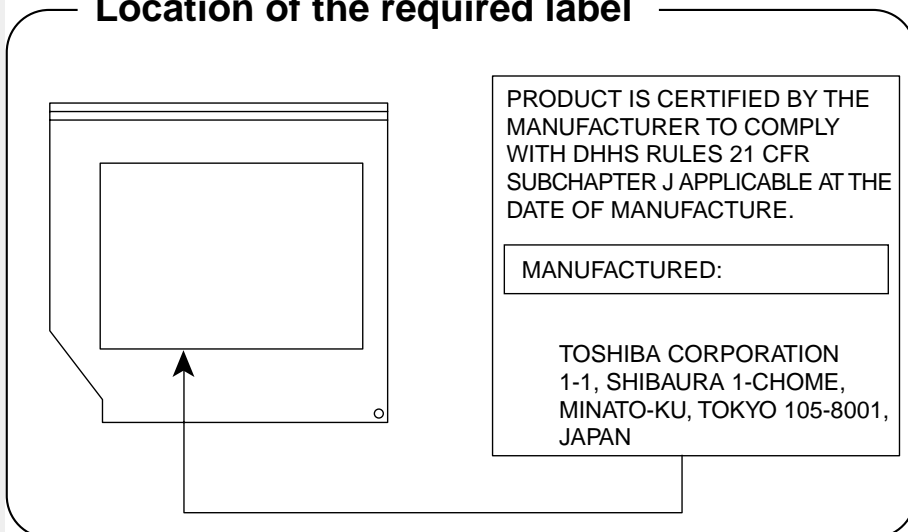 Location of the required label
PRODUCT IS CERTIFIED BY THE
MANUFACTURER TO COMPLY
WITH DHHS RULES 21 CFR
SUBCHAPTER J APPLICABLE AT THE
DATE OF MANUFACTURE.
MANUFACTURED:
TOSHIBA CORPORATION
1-1, SHIBAURA 1-CHOME,
MINATO-KU, TOKYO 105-8001,
JAPAN